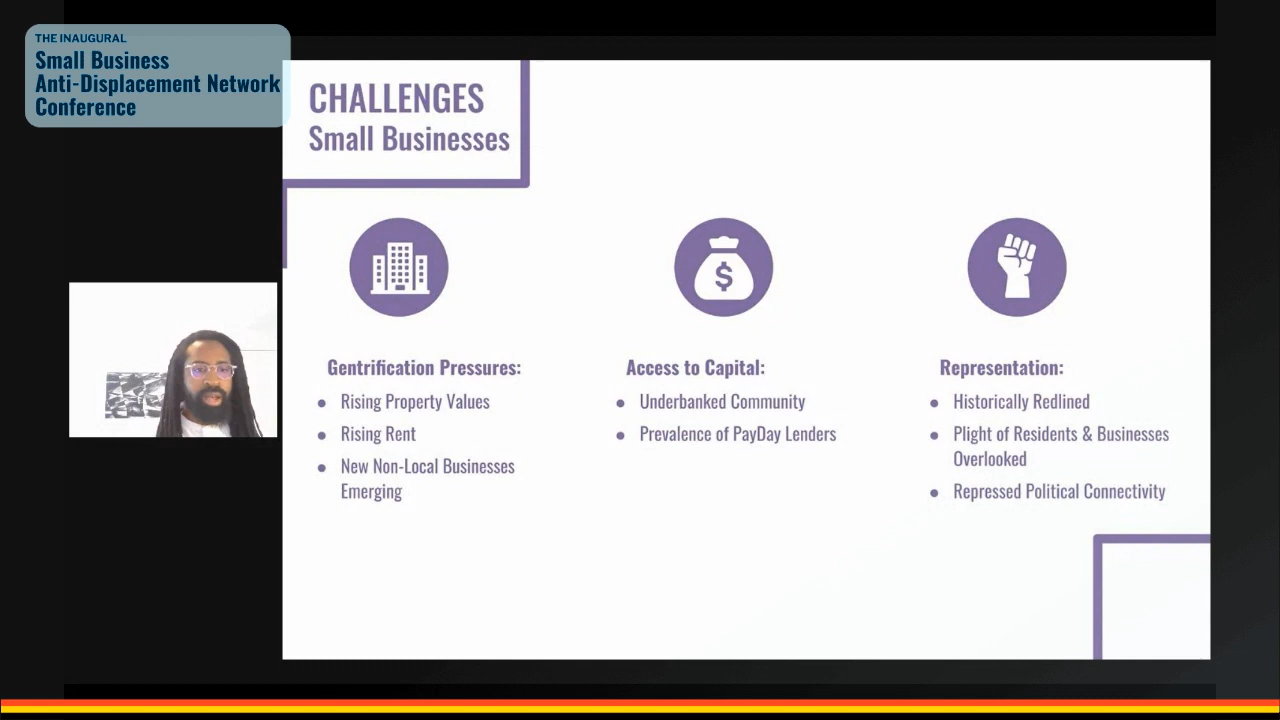 THE INAUGURAL
Small Business
Anti-Displacement Network
Conference
CHALLENGES
Small Businesses
$
Gentrification Pressures:
● Rising Property Values
● Rising Rent
● New Non-Local Businesses
Emerging
Access to Capital:
● Underbanked Community
● Prevalence of PayDay Lenders
Representation:
● Historically Redlined
● Plight of Residents & Businesses
Overlooked
● Repressed Political Connectivity